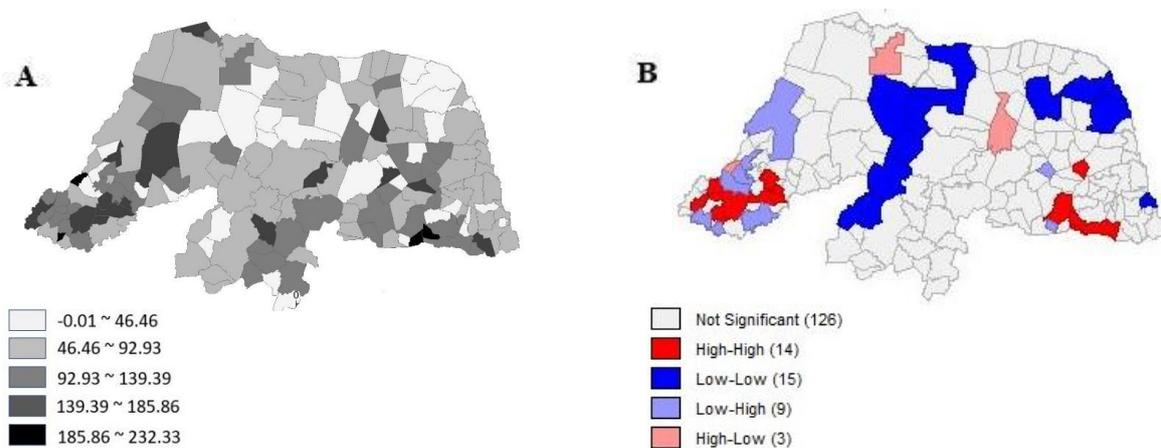 A
B
-0.01 ~ 46.46
46.46 ~ 92.93
92.93 ~ 139.39
139.39 ~ 185.86
185.86 ~ 232.33
Not Significant (126)
High-High (14)
Low-Low (15)
Low-High (9)
High-Low (3)